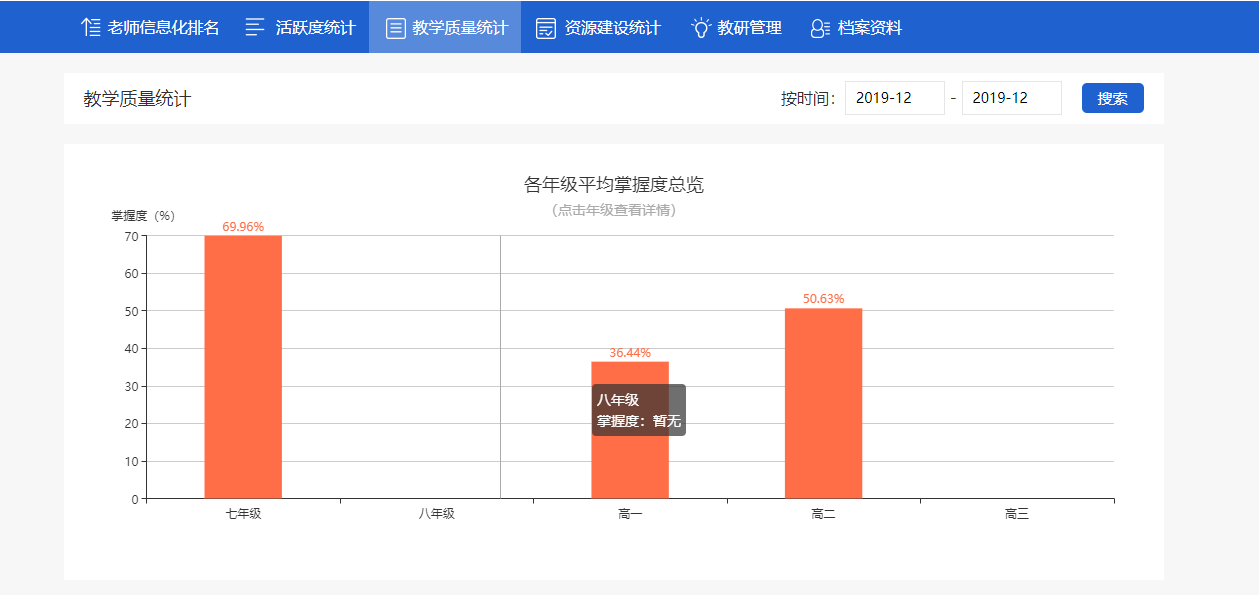 老师信息化排名 活跃度统计 教学质量统计 资源建设统计 教研管理 档案资料
教学质量统计 按时间： 2019-12 - 2019-12 搜索
各年级平均掌握度总览
（点击年级查看详情）
掌握度（%）
69.96%
70
60
50.63%
50
36.44%
40
30
八年级
掌握度：暂无
20
10
0
七年级 八年级 高一 高二 高三